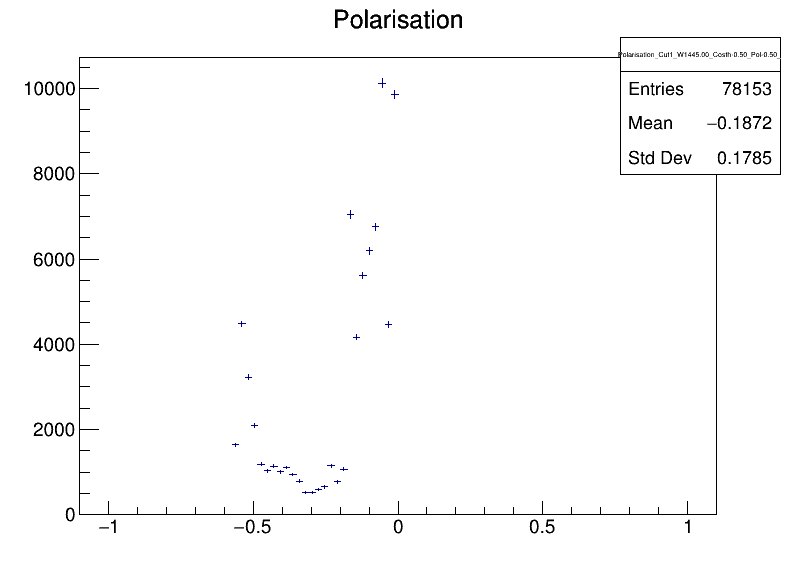 Polarisation
Polarisation_Cut1_W1445.00_Costh-0.50_Pol-0.50_
Entries 78153
Mean −0.1872
Std Dev 0.1785
10000
8000
6000
4000
2000
0
−1 −0.5 0 0.5 1